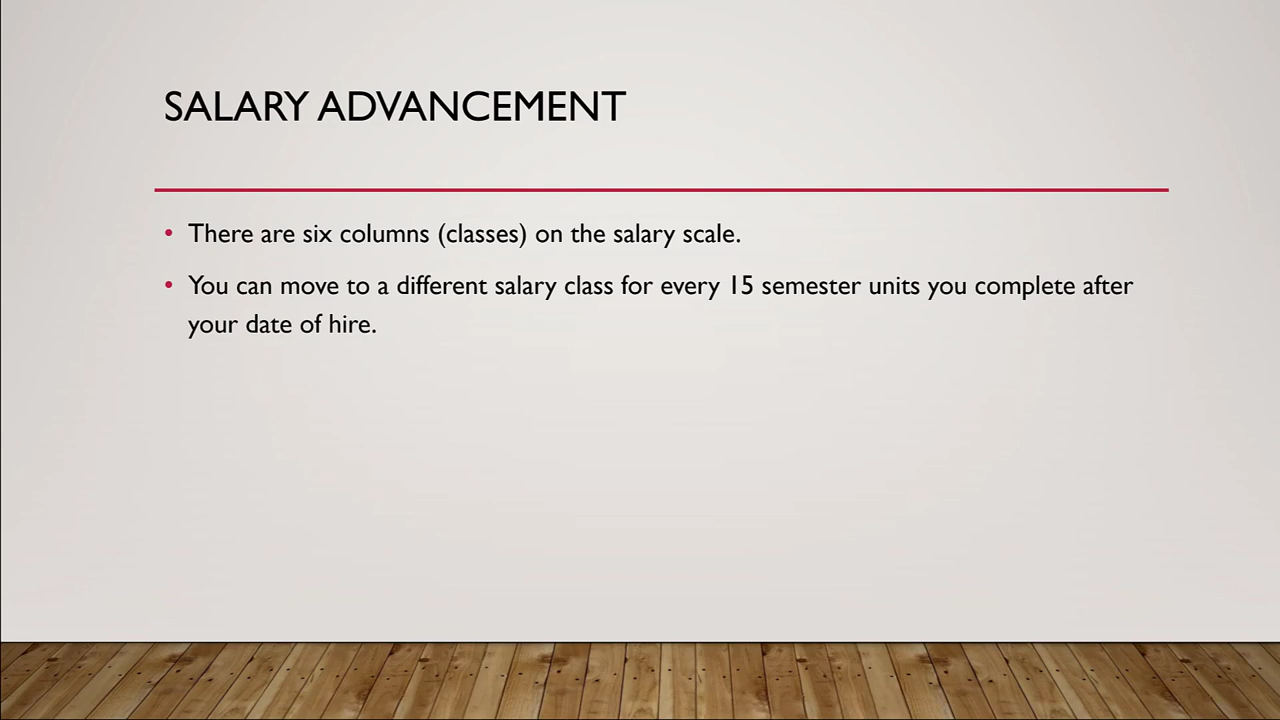 SALARY ADVANCEMENT
• There are six columns (classes) on the salary scale.
• You can move to a different salary class for every 15 semester units you complete after
your date of hire.